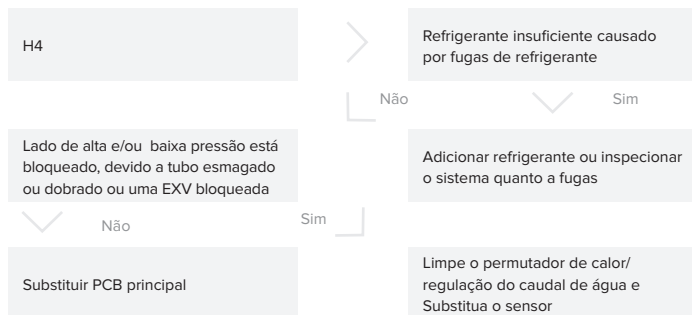 H4
Refrigerante insuficiente causado
por fugas de refrigerante
Não
Sim
Lado de alta e/ou baixa pressão está
bloqueado, devido a tubo esmagado
ou dobrado ou uma EXV bloqueada
Adicionar refrigerante ou inspecionar
o sistema quanto a fugas
Não
Sim
Substituir PCB principal
Limpe o permutador de calor/
regulação do caudal de água e
Substitua o sensor